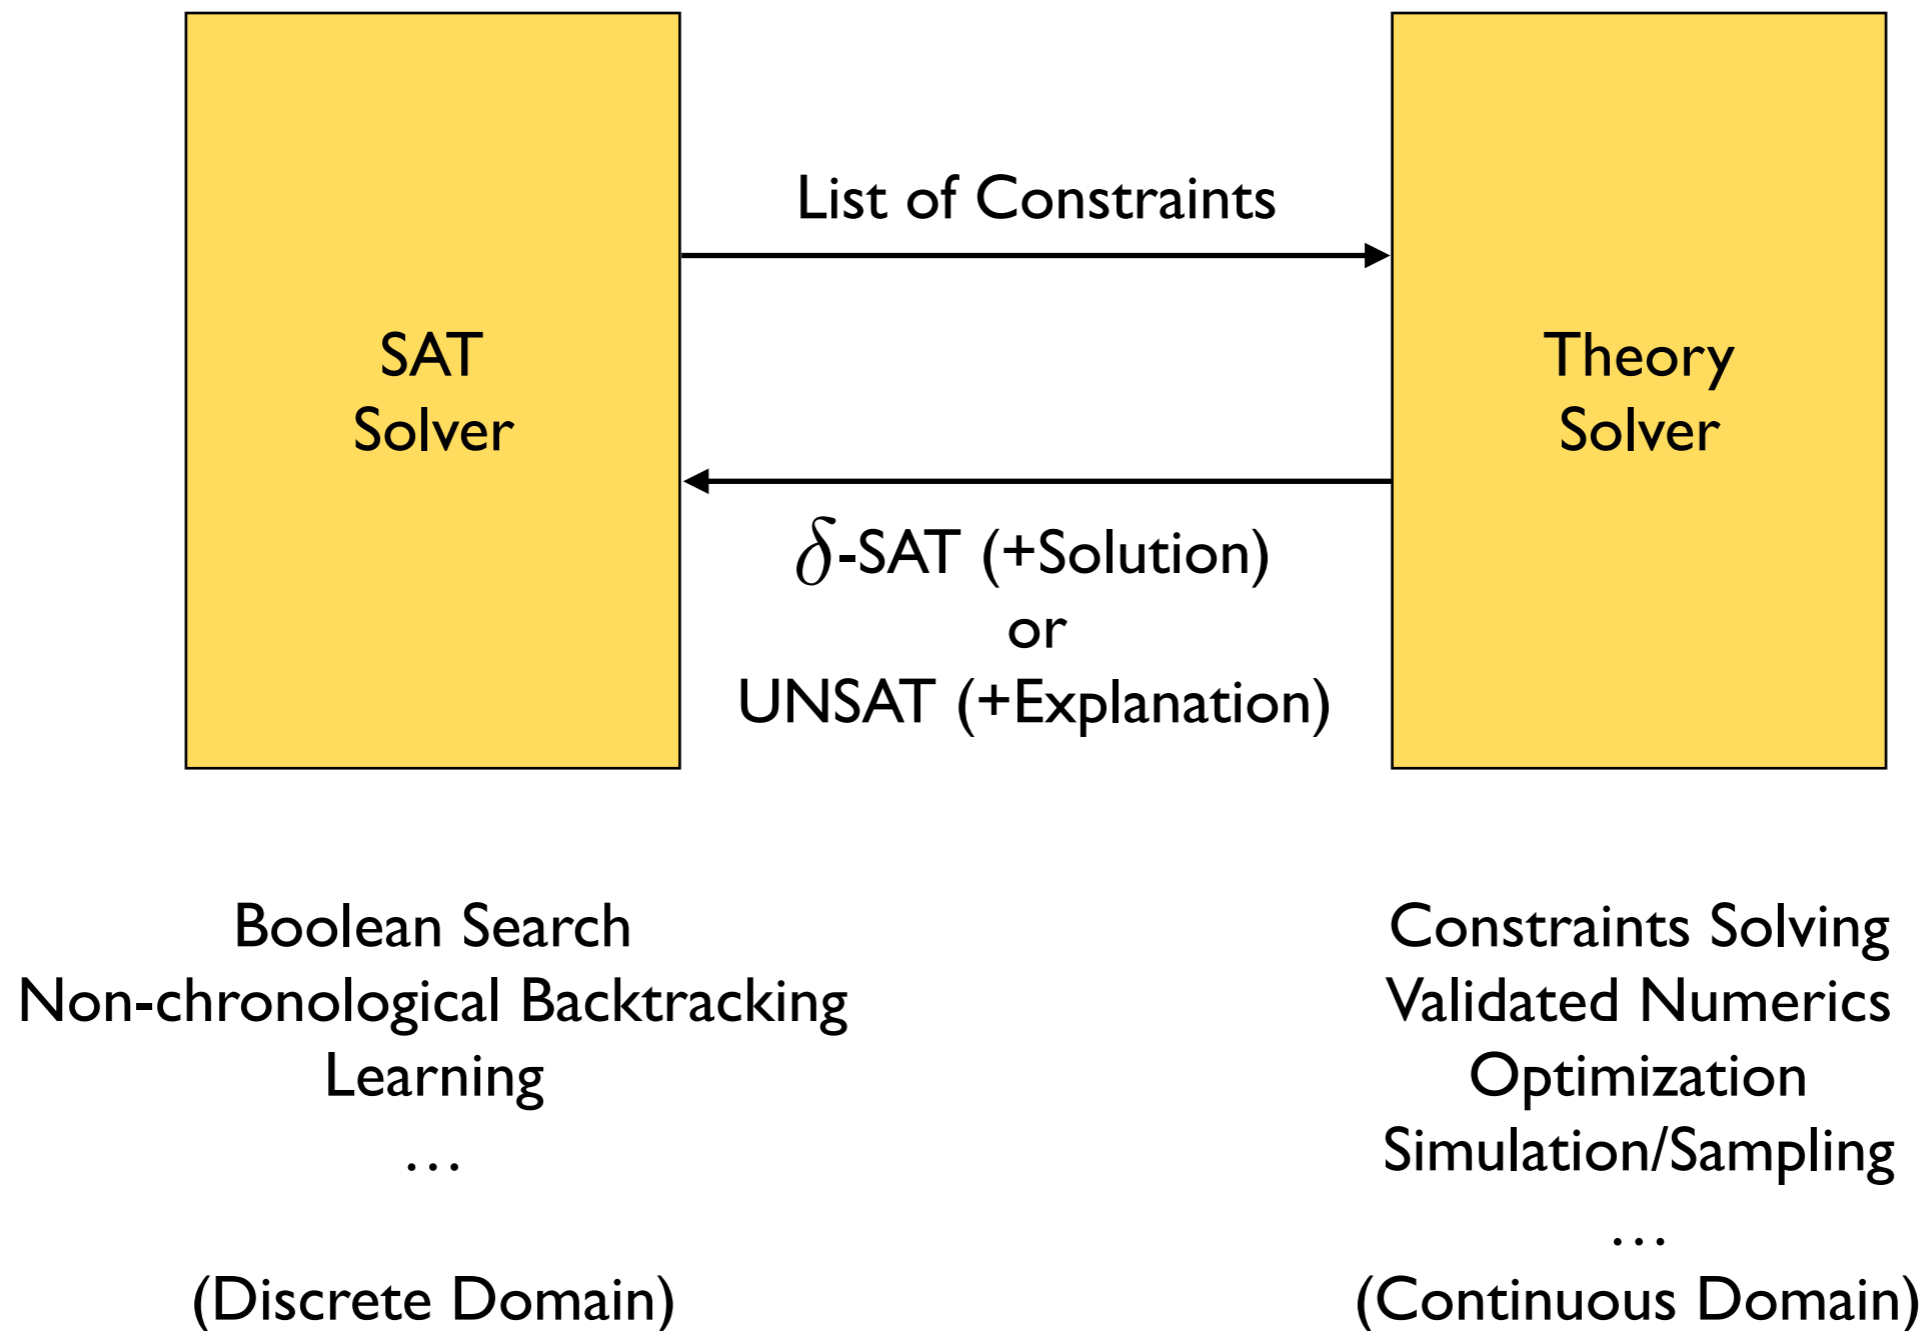 SAT
Solver
List of Constraints
δ-SAT (+Solution)
or
UNSAT (+Explanation)
Theory
Solver
Boolean Search
Non-chronological Backtracking
Learning
…
(Discrete Domain)
Constraints Solving
Validated Numerics
Optimization
Simulation/Sampling
…
(Continuous Domain)